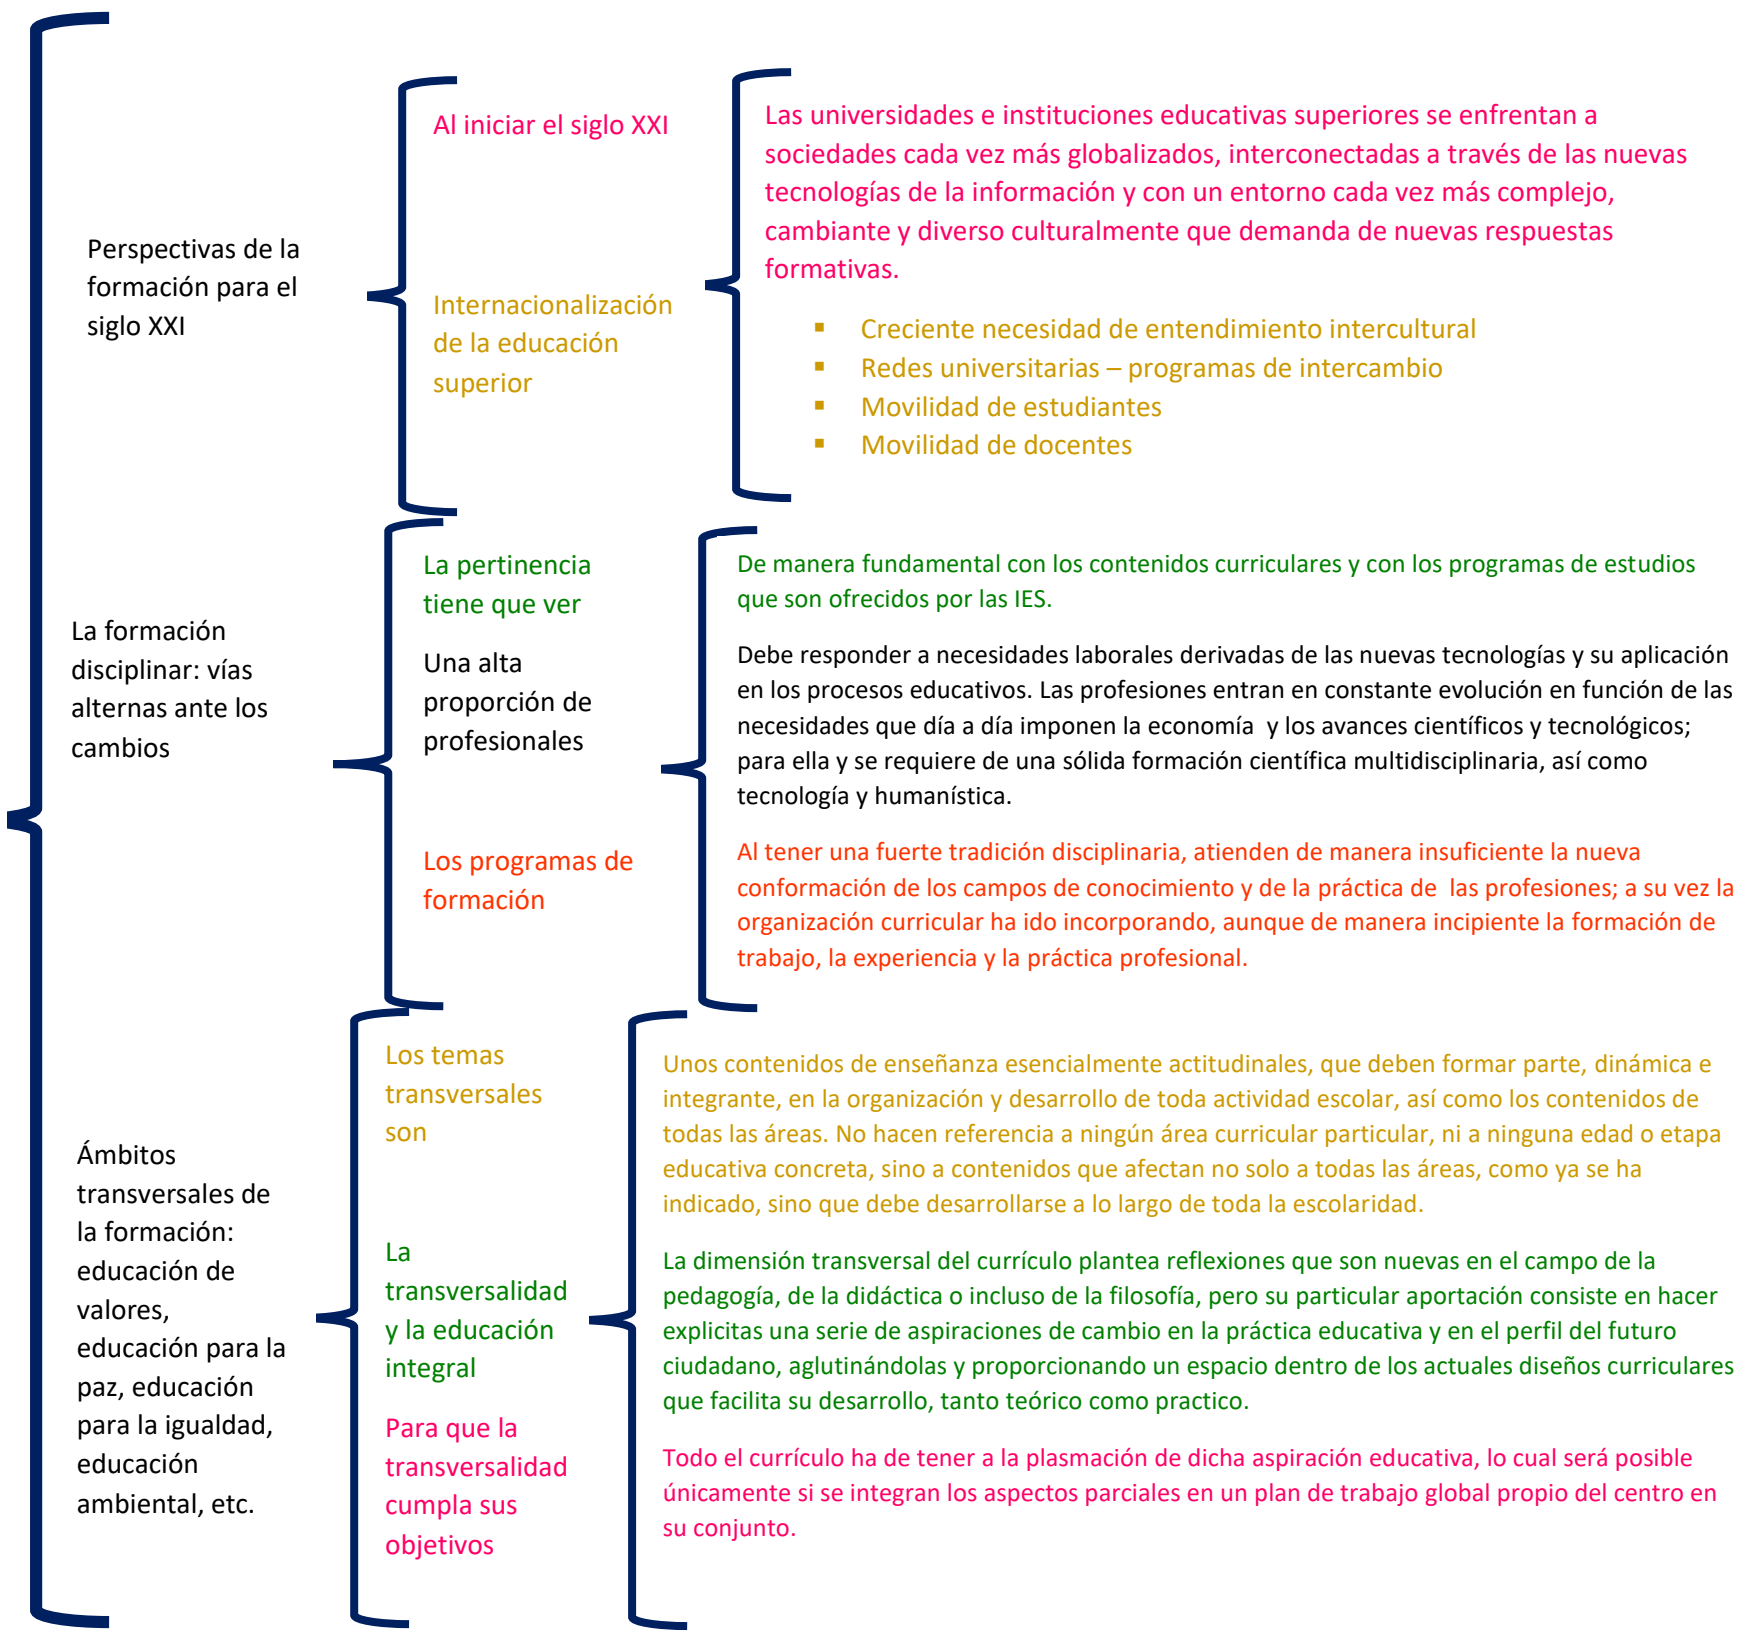 Perspectivas de la
formación para el
siglo XXI
Al iniciar el siglo XXI
Las universidades e instituciones educativas superiores se enfrentan a
sociedades cada vez más globalizados, interconectadas a través de las nuevas
tecnologías de la información y con un entorno cada vez más complejo,
cambiante y diverso culturalmente que demanda de nuevas respuestas
formativas.
Internacionalización
de la educación
superior
▪ Creciente necesidad de entendimiento intercultural
▪ Redes universitarias – programas de intercambio
▪ Movilidad de estudiantes
▪ Movilidad de docentes
La formación
disciplinar: vías
alternas ante los
cambios
La pertinencia
tiene que ver
De manera fundamental con los contenidos curriculares y con los programas de estudios
que son ofrecidos por las IES.
Una alta
proporción de
profesionales
Debe responder a necesidades laborales derivadas de las nuevas tecnologías y su aplicación
en los procesos educativos. Las profesiones entran en constante evolución en función de las
necesidades que día a día imponen la economía  y los avances científicos y tecnológicos;
para ella y se requiere de una sólida formación científica multidisciplinaria, así como
tecnología y humanística.
Los programas de
formación
Al tener una fuerte tradición disciplinaria, atienden de manera insuficiente la nueva
conformación de los campos de conocimiento y de la práctica de  las profesiones; a su vez la
organización curricular ha ido incorporando, aunque de manera incipiente la formación de
trabajo, la experiencia y la práctica profesional.
Ámbitos
transversales de
la formación:
educación de
valores,
educación para la
paz, educación
para la igualdad,
educación
ambiental, etc.
Los temas
transversales
son
Unos contenidos de enseñanza esencialmente actitudinales, que deben formar parte, dinámica e
integrante, en la organización y desarrollo de toda actividad escolar, así como los contenidos de
todas las áreas. No hacen referencia a ningún área curricular particular, ni a ninguna edad o etapa
educativa concreta, sino a contenidos que afectan no solo a todas las áreas, como ya se ha
indicado, sino que debe desarrollarse a lo largo de toda la escolaridad.
La
transversalidad
y la educación
integral
La dimensión transversal del currículo plantea reflexiones que son nuevas en el campo de la
pedagogía, de la didáctica o incluso de la filosofía, pero su particular aportación consiste en hacer
explicitas una serie de aspiraciones de cambio en la práctica educativa y en el perfil del futuro
ciudadano, aglutinándolas y proporcionando un espacio dentro de los actuales diseños curriculares
que facilita su desarrollo, tanto teórico como practico.
Para que la
transversalidad
cumpla sus
objetivos
Todo el currículo ha de tener a la plasmación de dicha aspiración educativa, lo cual será posible
únicamente si se integran los aspectos parciales en un plan de trabajo global propio del centro en
su conjunto.